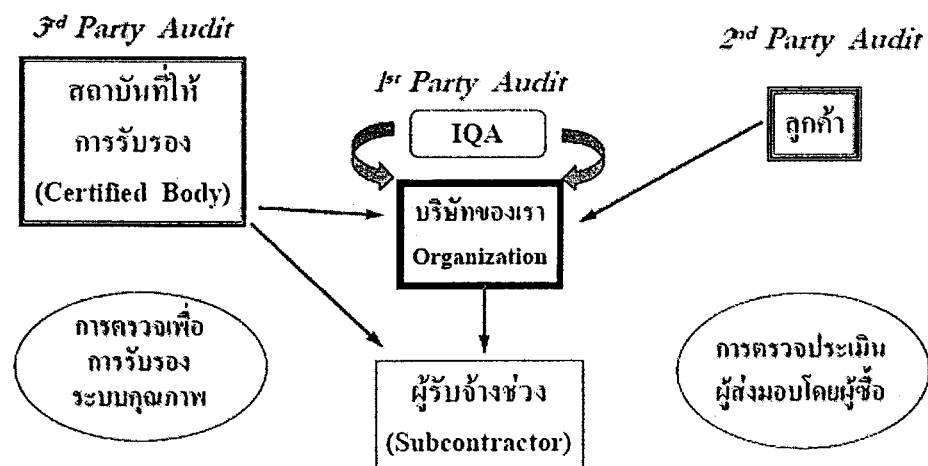 3rd Party Audit
สถาบันที่ให้
การรับรอง
(Certified Body)
1st Party Audit
IQA
บริษัทของเรา
Organization
2nd Party Audit
ลูกค้า
การตรวจเพื่อ
การรับรอง
ระบบคุณภาพ
ผู้รับจ้างช่วง
(Subcontractor)
การตรวจประเมิน
ผู้ส่งมอบโดยผู้ซื้อ